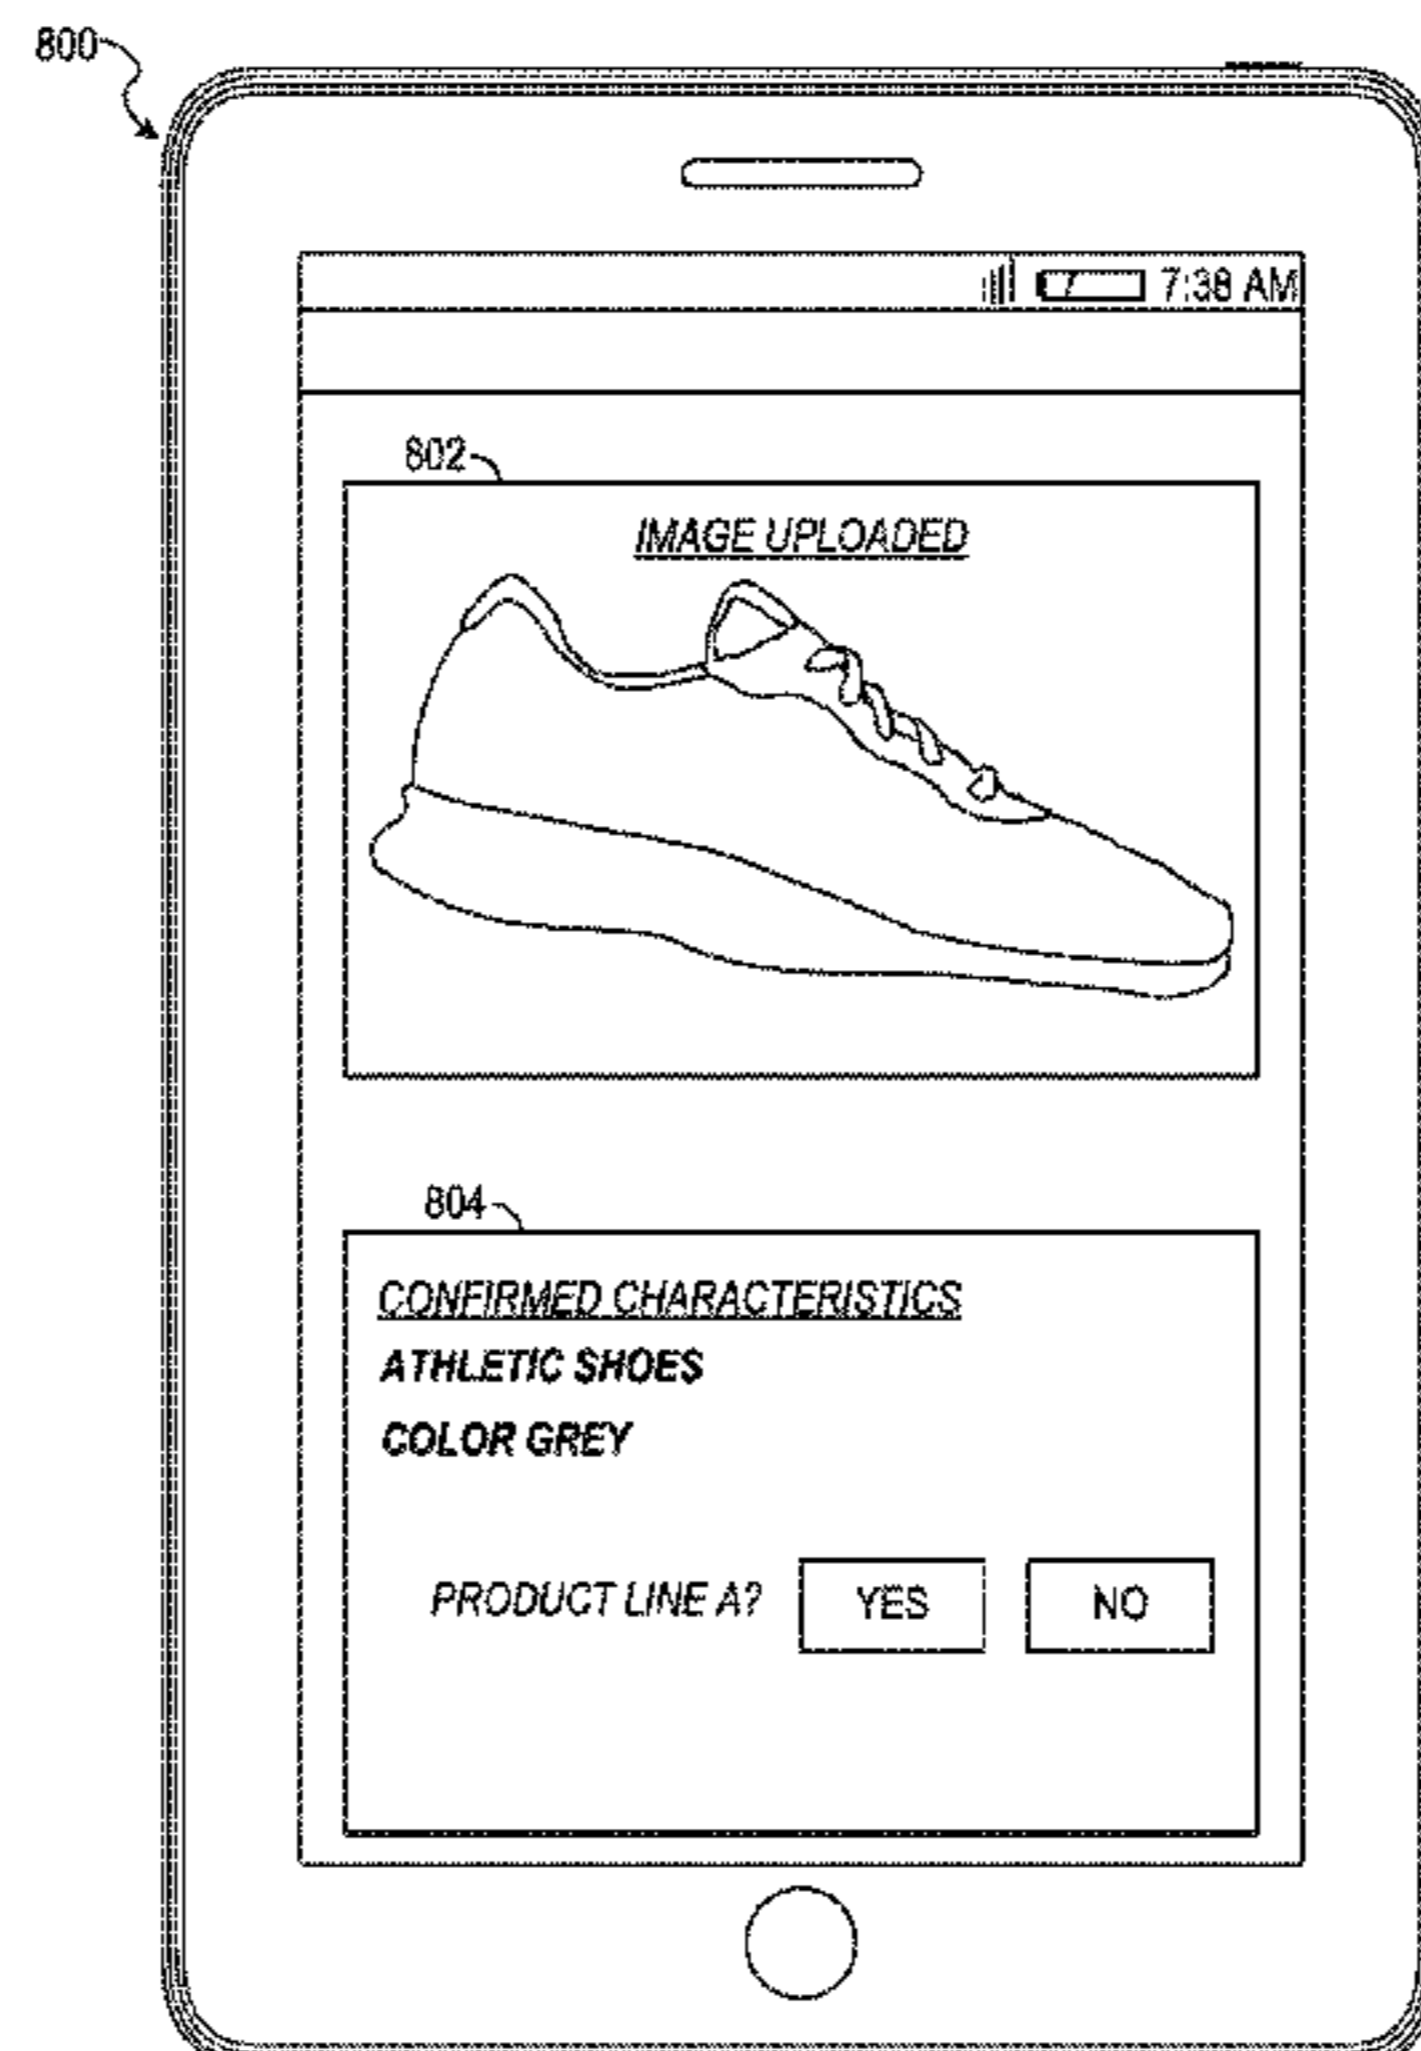 800
7:38 AM
802
IMAGE UPLOADED
804
CONFIRMED CHARACTERISTICS
ATHLETIC SHOES
COLOR GREY
PRODUCT LINE A? YES NO